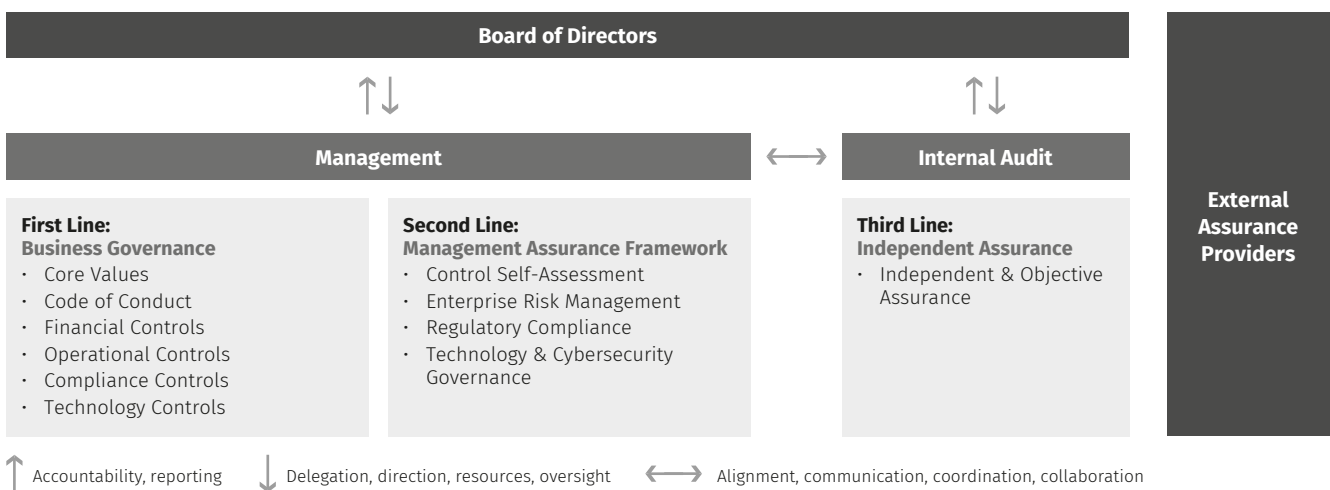 Board of Directors
Management
Internal Audit
First Line:
Business Governance
· Core Values
· Code of Conduct
· Financial Controls
· Operational Controls
· Compliance Controls
· Technology Controls
Second Line:
Management Assurance Framework
· Control Self-Assessment
· Enterprise Risk Management
· Regulatory Compliance
· Technology & Cybersecurity
Governance
Third Line:
Independent Assurance
· Independent & Objective
Assurance
External
Assurance
Providers
Accountability, reporting
Delegation, direction, resources, oversight
Alignment, communication, coordination, collaboration